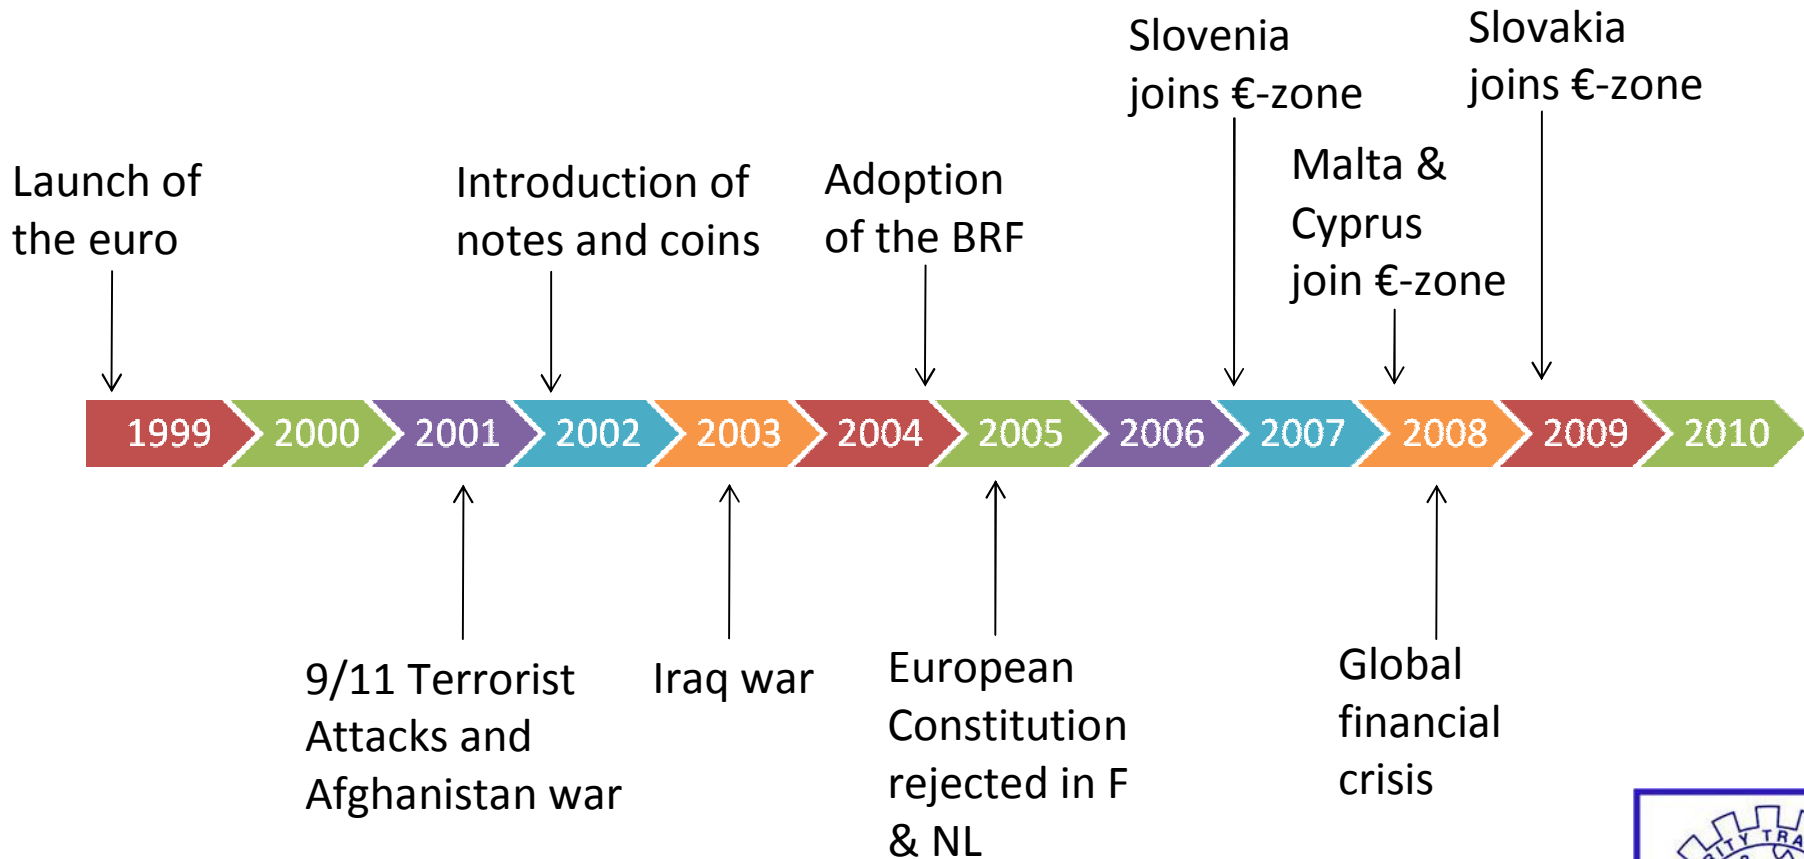 Slovenia
joins €-zone
Slovakia
joins €-zone
Launch of
the euro
Introduction of
notes and coins
Adoption
of the BRF
Malta &
Cyprus
join €-zone
1999
2000
2001
2002
2003
2004
2005
2006
2007
2008
2009
2010
9/11 Terrorist
Attacks and
Afghanistan war
Iraq war
European
Constitution
rejected in F
& NL
Global
financial
crisis